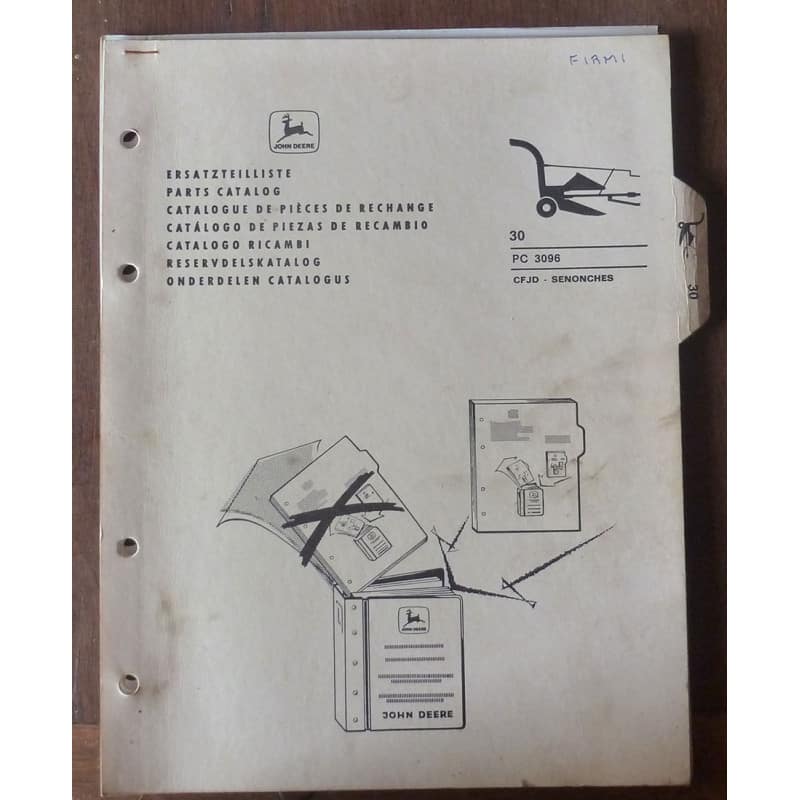 FIRMI
JOHN DEERE
ERSATZTEILLISTE
PARTS CATALOG
CATALOGUE DE PIÈCES DE RECHANGE
CATÁLOGO DE PIEZAS DE RECAMBIO
CATALOGO RICAMBI
RESERVDELSKATALOG
ONDERDELEN CATALOGUS
30
PC 3096
CFJD - SENONCHES
30
JOHN DEERE
JOHN DEERE